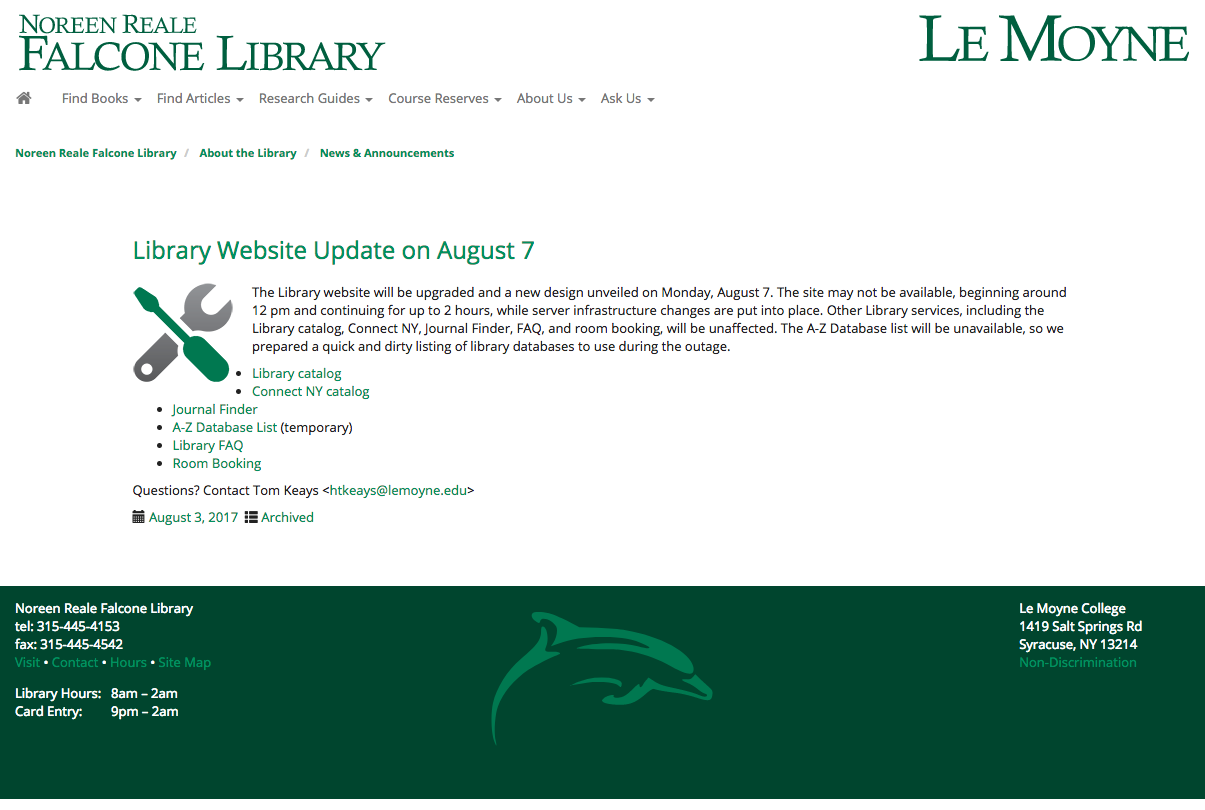 NOREEN REALE
FALCONE LIBRARY
LE MOYNE
Find Books
Find Articles
Research Guides
Course Reserves
About Us
Ask Us
Noreen Reale Falcone Library / About the Library / News & Announcements
Library Website Update on August 7
The Library website will be upgraded and a new design unveiled on Monday, August 7. The site may not be available, beginning around
12 pm and continuing for up to 2 hours, while server infrastructure changes are put into place. Other Library services, including the
Library catalog, Connect NY, Journal Finder, FAQ, and room booking, will be unaffected. The A-Z Database list will be unavailable, so we
prepared a quick and dirty listing of library databases to use during the outage.
• Library catalog
• Connect NY catalog
• Journal Finder
• A-Z Database List (temporary)
• Library FAQ
• Room Booking
Questions? Contact Tom Keays <htkeays@lemoyne.edu>
August 3, 2017 Archived
Noreen Reale Falcone Library
tel: 315-445-4153
fax: 315-445-4542
Visit • Contact • Hours • Site Map
Library Hours: 8am – 2am
Card Entry: 9pm – 2am
Le Moyne College
1419 Salt Springs Rd
Syracuse, NY 13214
Non-Discrimination